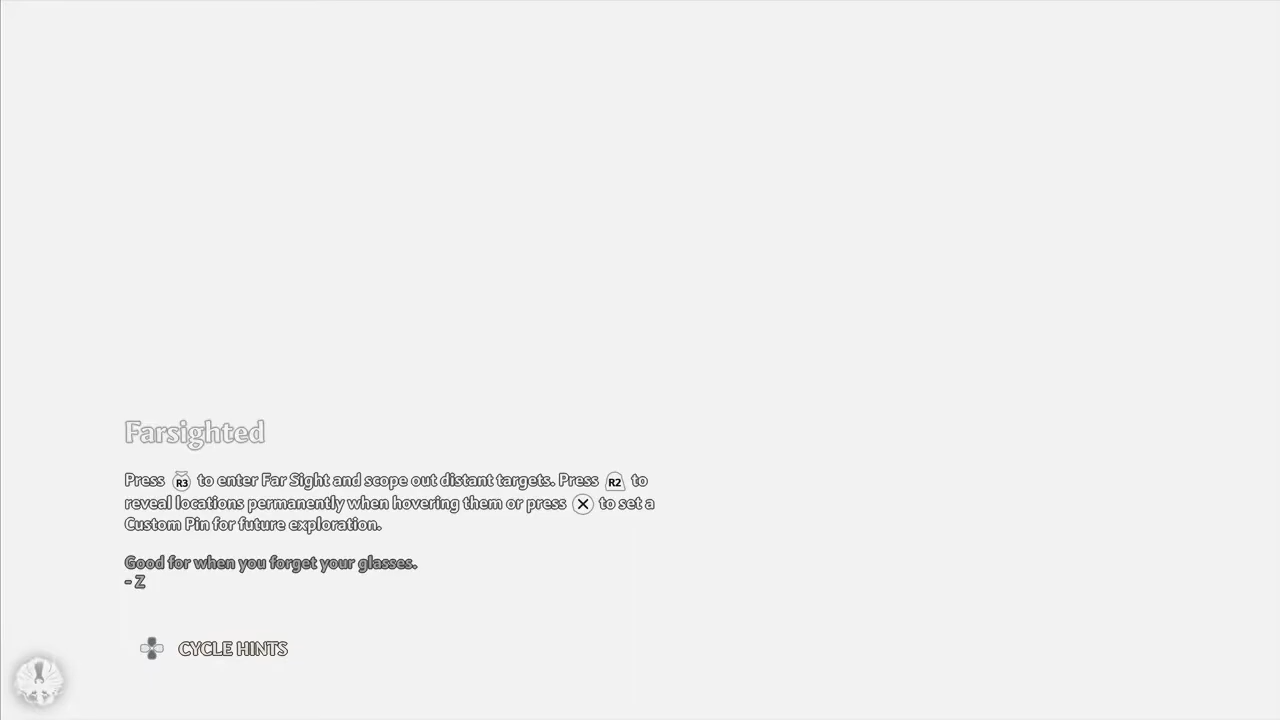 Farsighted
Press R3 to enter Far Sight and scope out distant targets. Press R2 to
reveal locations permanently when hovering them or press X to set a
Custom Pin for future exploration.
Good for when you forget your glasses.
- Z
CYCLE HINTS